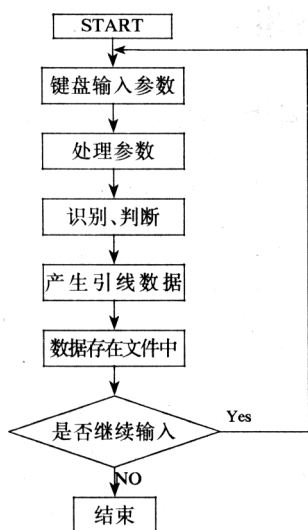 START
键盘输入参数
处理参数
识别、判断
产生引线数据
数据存在文件中
是否继续输入
Yes
NO
结束